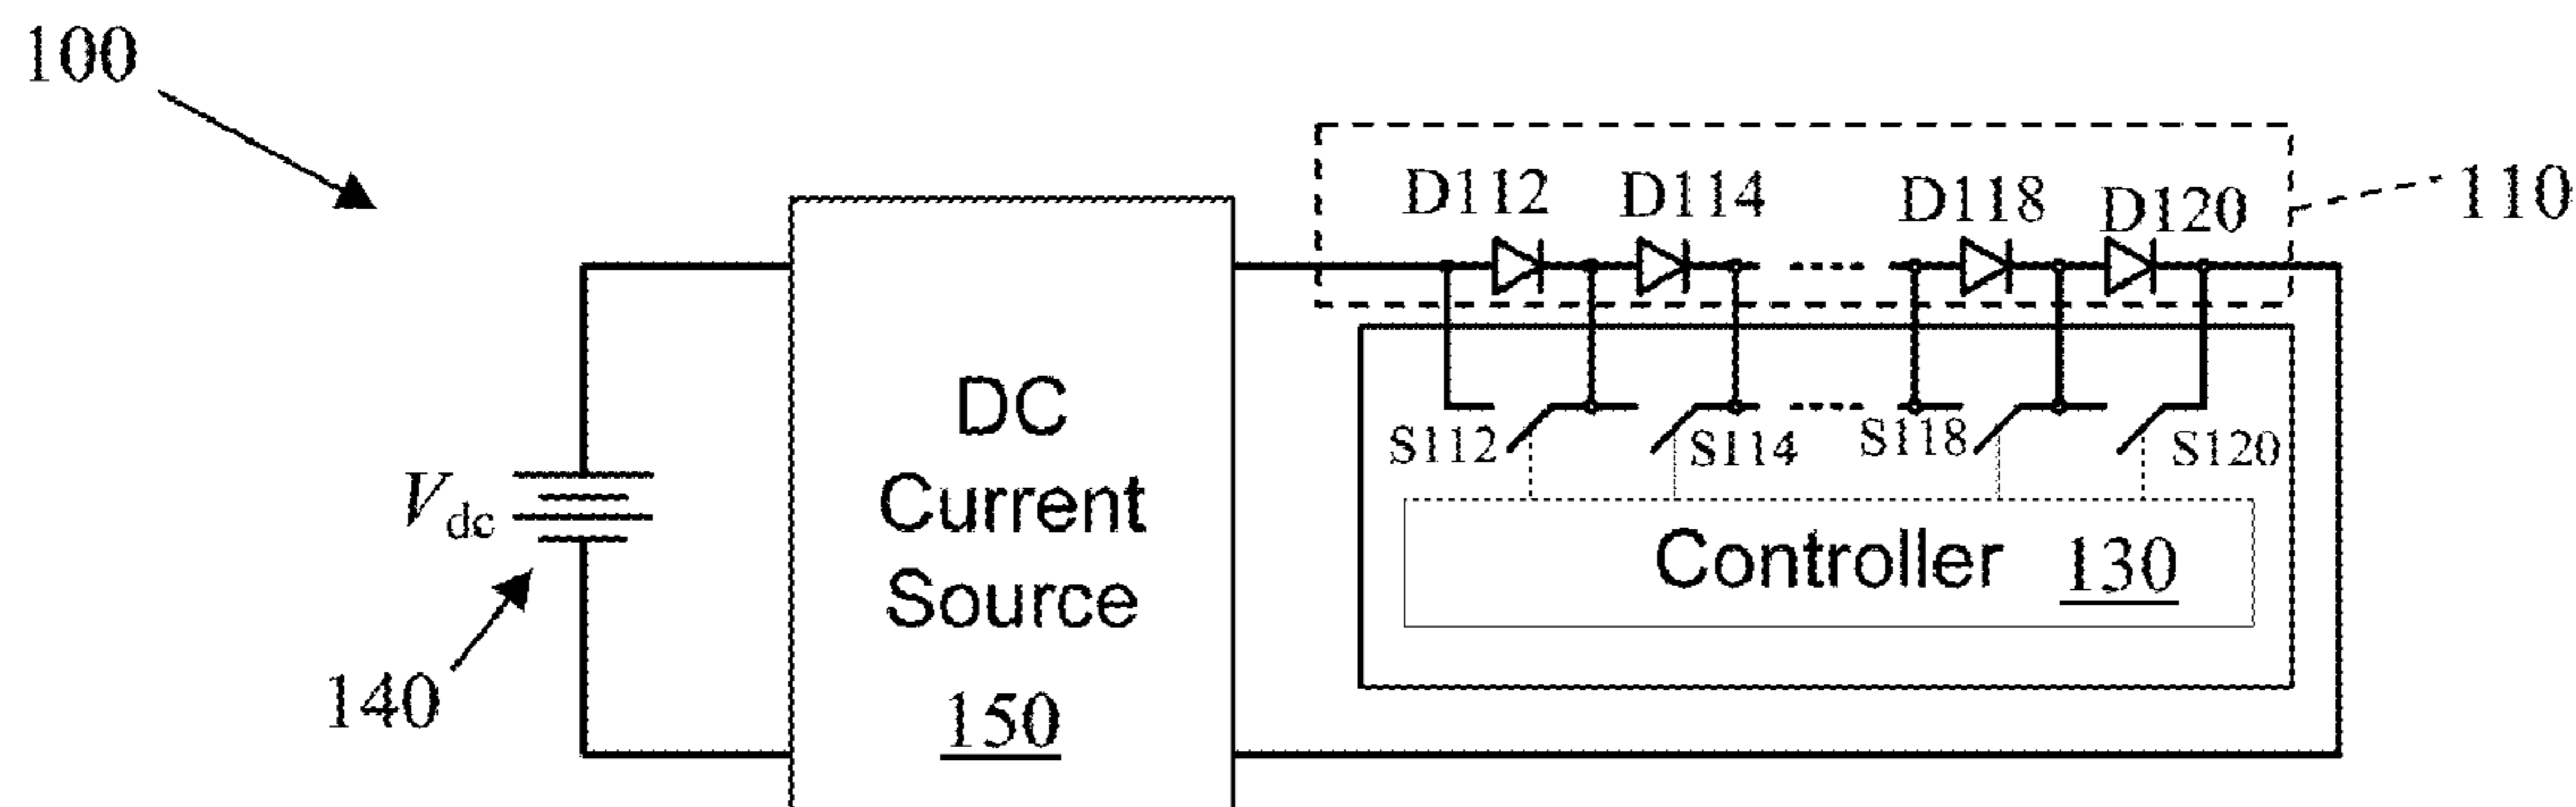 100
D112
D114
D118
D120
110
DC
Current
Source
150
Vdc
140
S112
S114
S118
S120
Controller 130